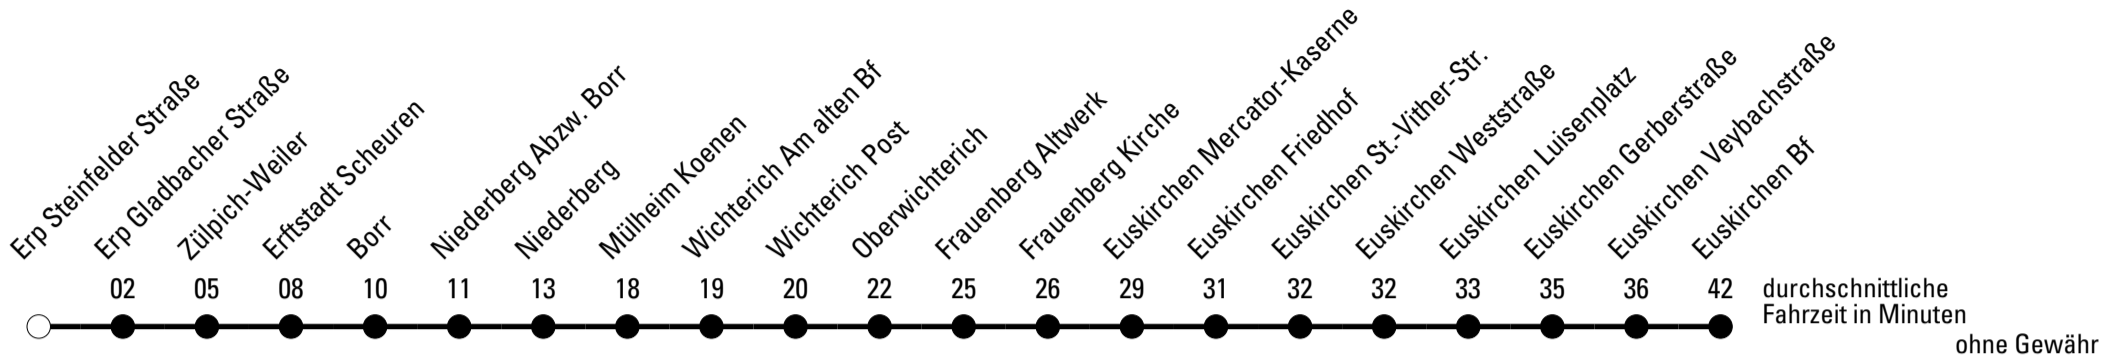 Erp Steinfelder Straße
Erp Gladbacher Straße
Zülpich-Weiler
Erftstadt Scheuren
Borr
Niederberg Abzw. Borr
Niederberg
Mülheim Koenen
Wichterich Am alten Bf
Wichterich Post
Oberwichterich
Frauenberg Altwerk
Frauenberg Kirche
Euskirchen Mercator-Kaserne
Euskirchen Friedhof
Euskirchen St.-Vither-Str.
Euskirchen Weststraße
Euskirchen Luisenplatz
Euskirchen Gerberstraße
Euskirchen Veybachstraße
Euskirchen Bf
02 05 08 10 11 13 18 19 20 22 25 26 29 31 32 32 33 35 36 42 durchschnittliche
Fahrzeit in Minuten
ohne Gewähr